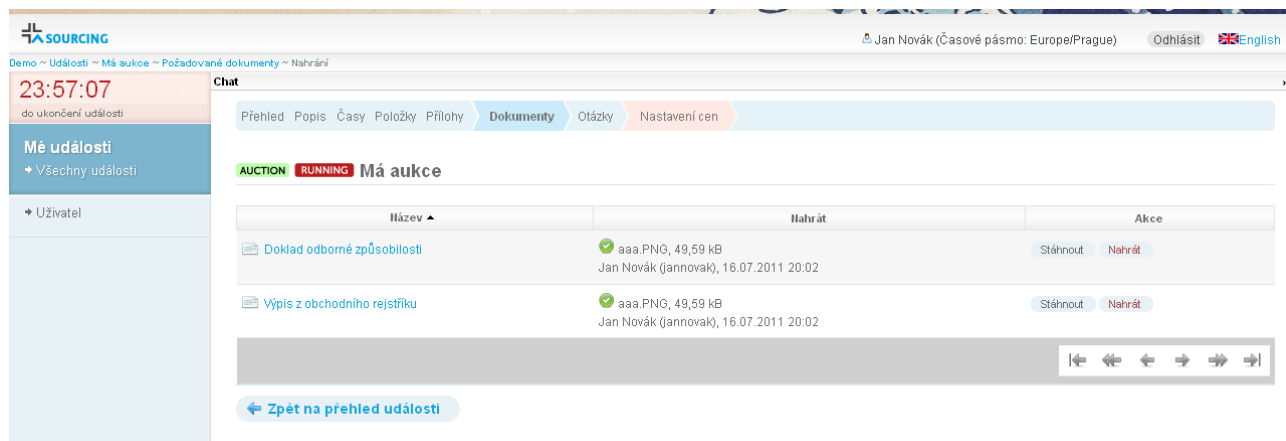 SOURCING
Jan Novák (Časové pásmo: Europe/Prague) Odhlásit English
Demo ~ Události ~ Má aukce ~ Požadované dokumenty ~ Nahrání
23:57:07
do ukončení události
Chat
Přehled Popis Časy Položky Přílohy Dokumenty Otázky Nastavení cen
Mé události
Všechny události
Uživatel
AUCTION RUNNING Má aukce
Název Nahrát Akce
Doklad odborné způsobilosti aaa.PNG, 49,59 kB Stáhnout Nahrát
Jan Novák (jannovak), 16.07.2011 20:02
Výpis z obchodního rejstříku aaa.PNG, 49,59 kB Stáhnout Nahrát
Jan Novák (jannovak), 16.07.2011 20:02
Zpět na přehled události